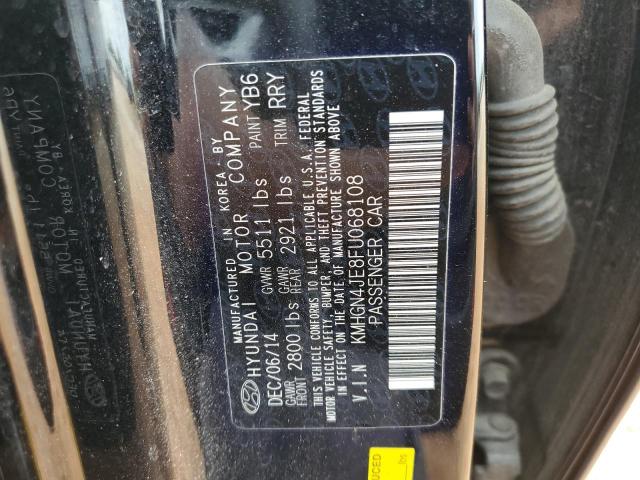 MANUFACTURED IN KOREA, BY
HYUNDAI MOTOR COMPANY
DEC/06/14 GVWR 5511 lbs PAINT YB6
GAWR FRONT 2800 lbs GAWR REAR 2921 lbs TRIM RRY
THIS VEHICLE CONFORMS TO ALL APPLICABLE U.S.A. FEDERAL
MOTOR VEHICLE SAFETY, BUMPER, AND THEFT PREVENTION STANDARDS
IN EFFECT ON THE DATE OF MANUFACTURE SHOWN ABOVE
V.I.N KMHGN4JE8FU068108
PASSENGER CAR
UCED
lbs